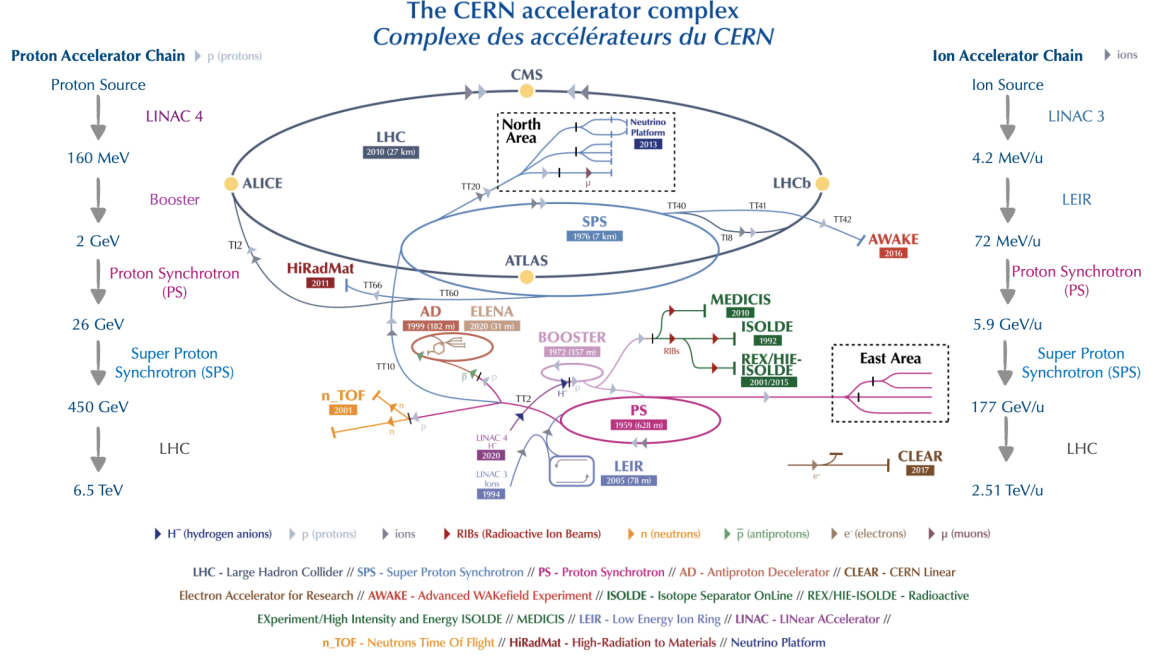 The CERN accelerator complex
Complexe des accélérateurs du CERN
Proton Accelerator Chain
p (protons)
Proton Source
LINAC 4
160 MeV
Booster
2 GeV
Proton Synchrotron
(PS)
26 GeV
Super Proton
Synchrotron (SPS)
450 GeV
LHC
6.5 TeV
Ion Accelerator Chain
ions
Ion Source
LINAC 3
4.2 MeV/u
LEIR
72 MeV/u
Proton Synchrotron
(PS)
5.9 GeV/u
Super Proton
Synchrotron (SPS)
177 GeV/u
LHC
2.51 TeV/u
CMS
LHC
2010 (27 km)
North
Area
Neutrino
Platform
2013
μ
ALICE
LHCb
TT20
TT40
TT41
TT42
TI8
SPS
1976 (7 km)
AWAKE
2016
TI2
ATLAS
HiRadMat
2011
TT66
TT60
AD
1999 (182 m)
ELENA
2020 (31 m)
TT10
p̅
p
BOOSTER
1972 (157 m)
p
H⁻
MEDICIS
2010
ISOLDE
1992
RIBs
REX/HIE-
ISOLDE
2001/2015
East Area
n_TOF
2001
n
n
p
TT2
PS
1959 (628 m)
LINAC 4
H⁻
2020
LINAC 3
Ions
1994
LEIR
2005 (78 m)
CLEAR
2017
e⁻
H⁻ (hydrogen anions)
p (protons)
ions
RIBs (Radioactive Ion Beams)
n (neutrons)
p̅ (antiprotons)
e⁻ (electrons)
μ (muons)
LHC - Large Hadron Collider // SPS - Super Proton Synchrotron // PS - Proton Synchrotron // AD - Antiproton Decelerator // CLEAR - CERN Linear
Electron Accelerator for Research // AWAKE - Advanced WAKefield Experiment // ISOLDE - Isotope Separator OnLine // REX/HIE-ISOLDE - Radioactive
EXperiment/High Intensity and Energy ISOLDE // MEDICIS // LEIR - Low Energy Ion Ring // LINAC - LINear ACcelerator //
n_TOF - Neutrons Time Of Flight // HiRadMat - High-Radiation to Materials // Neutrino Platform